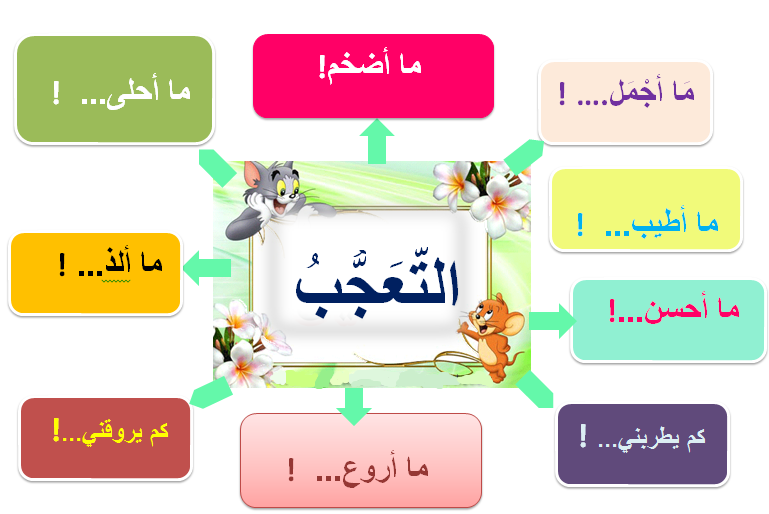 ما أضخم!
مَا أجْمَل.... !
ما أحلى... !
ما أطيب... !
ما ألذ... !
التّعَجُّبُ
ما أحسن...!
كم يطربني... !
كم يروقني...!
ما أروع... !